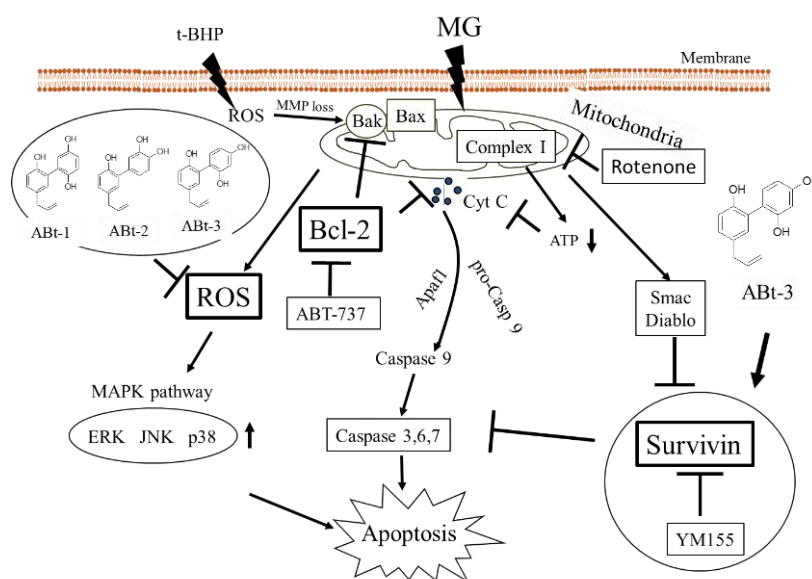 t-BHP
MG
Membrane
ROS
MMP loss
Bak
Bax
Mitochondria
Complex I
Rotenone
OH
OH
OH
OH
OH
OH
OH
OH
OH
ABt-1
ABt-2
ABt-3
Cyt C
Bcl-2
ATP
OH
OH
O
ABt-3
ROS
ABT-737
Apaf1
pro-Casp 9
Smac
Diablo
Caspase 9
MAPK pathway
ERK JNK p38
Caspase 3,6,7
Survivin
Apoptosis
YM155